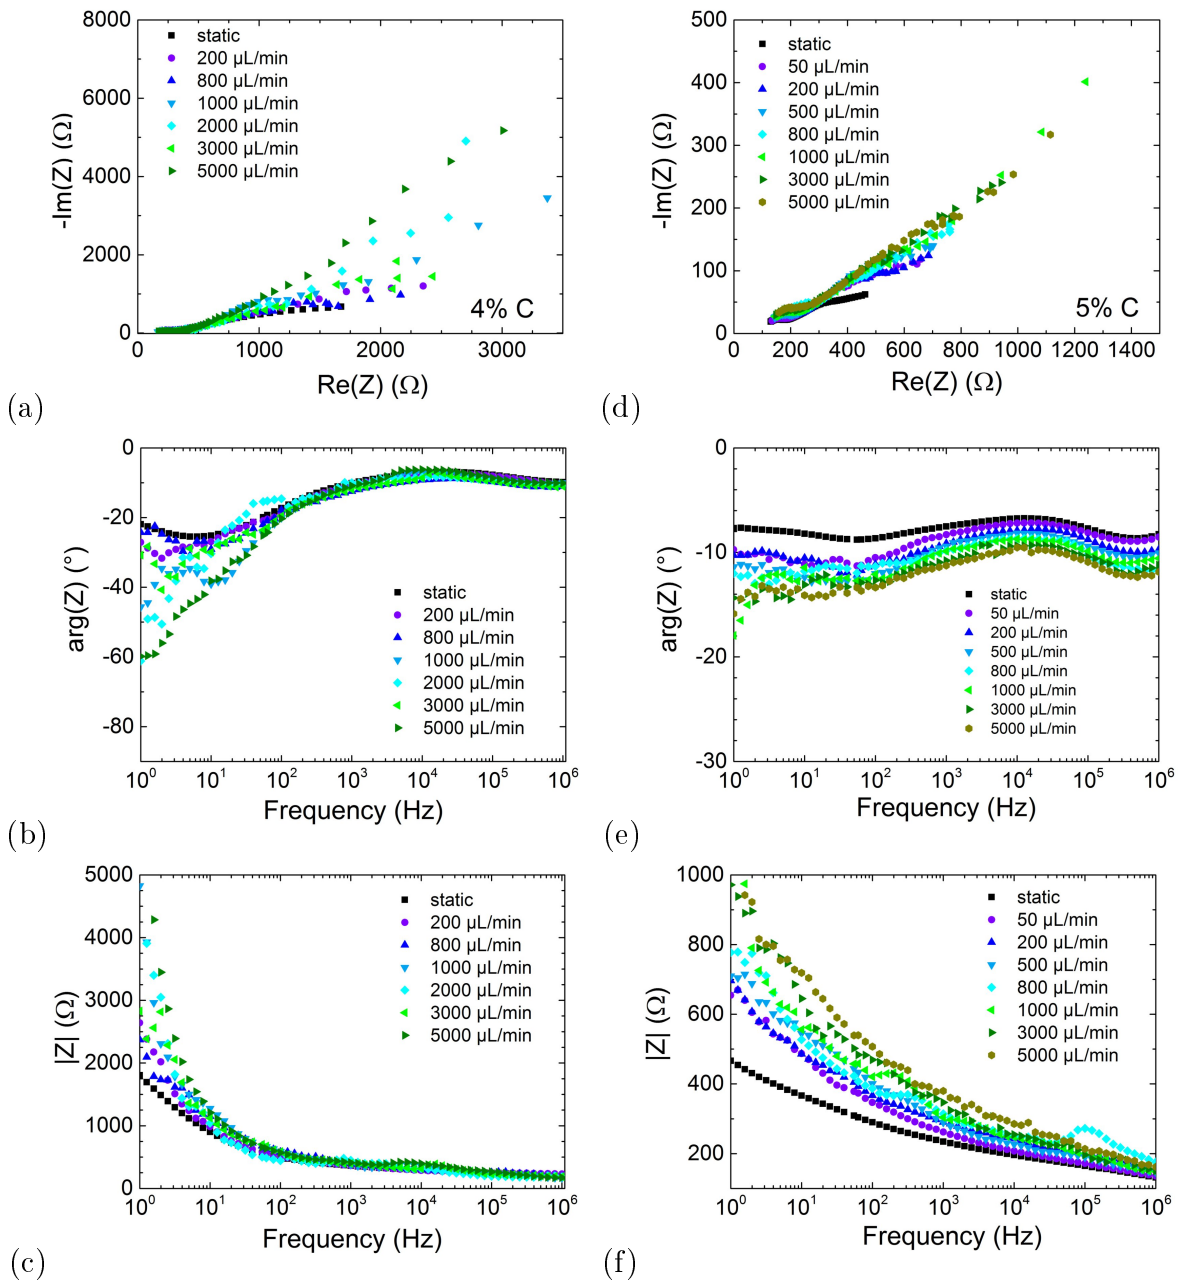 8000
6000
4000
2000
0
-Im(Z) (Ω)
static
200 µL/min
800 µL/min
1000 µL/min
2000 µL/min
3000 µL/min
5000 µL/min
4% C
0 1000 2000 3000
Re(Z) (Ω)
(a)
500
400
300
200
100
0
-Im(Z) (Ω)
static
50 µL/min
200 µL/min
500 µL/min
800 µL/min
1000 µL/min
3000 µL/min
5000 µL/min
5% C
0 200 400 600 800 1000 1200 1400
Re(Z) (Ω)
(d)
0
-20
-40
-60
-80
arg(Z) (°)
static
200 µL/min
800 µL/min
1000 µL/min
2000 µL/min
3000 µL/min
5000 µL/min
10⁰ 10¹ 10² 10³ 10⁴ 10⁵ 10⁶
Frequency (Hz)
(b)
0
-10
-20
-30
arg(Z) (°)
static
50 µL/min
200 µL/min
500 µL/min
800 µL/min
1000 µL/min
3000 µL/min
5000 µL/min
10⁰ 10¹ 10² 10³ 10⁴ 10⁵ 10⁶
Frequency (Hz)
(e)
5000
4000
3000
2000
1000
0
|Z| (Ω)
static
200 µL/min
800 µL/min
1000 µL/min
2000 µL/min
3000 µL/min
5000 µL/min
10⁰ 10¹ 10² 10³ 10⁴ 10⁵ 10⁶
Frequency (Hz)
(c)
1000
800
600
400
200
|Z| (Ω)
static
50 µL/min
200 µL/min
500 µL/min
800 µL/min
1000 µL/min
3000 µL/min
5000 µL/min
10⁰ 10¹ 10² 10³ 10⁴ 10⁵ 10⁶
Frequency (Hz)
(f)